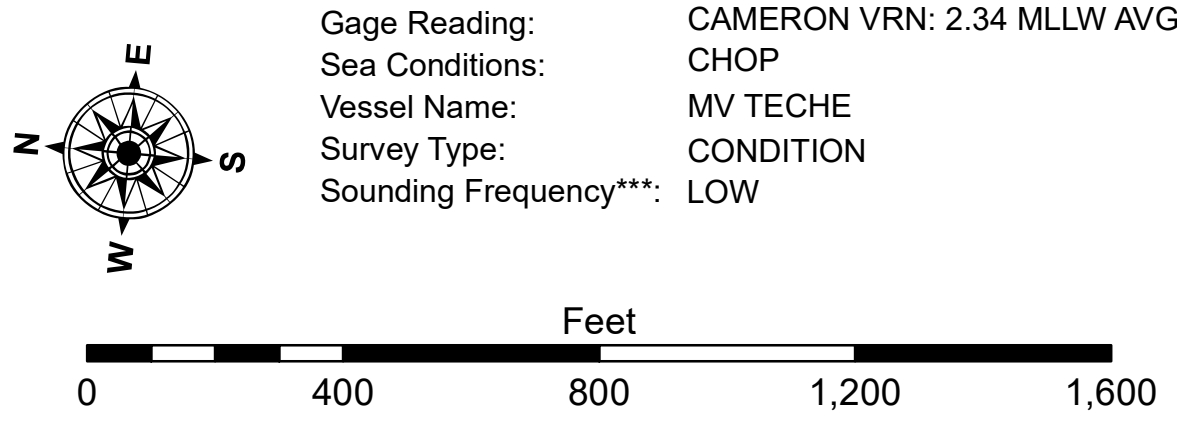 Gage Reading: CAMERON VRN: 2.34 MLLW AVG
Sea Conditions: CHOP
Vessel Name: MV TECHE
Survey Type: CONDITION
Sounding Frequency***: LOW
E
N
S
W
Feet
0 400 800 1,200 1,600